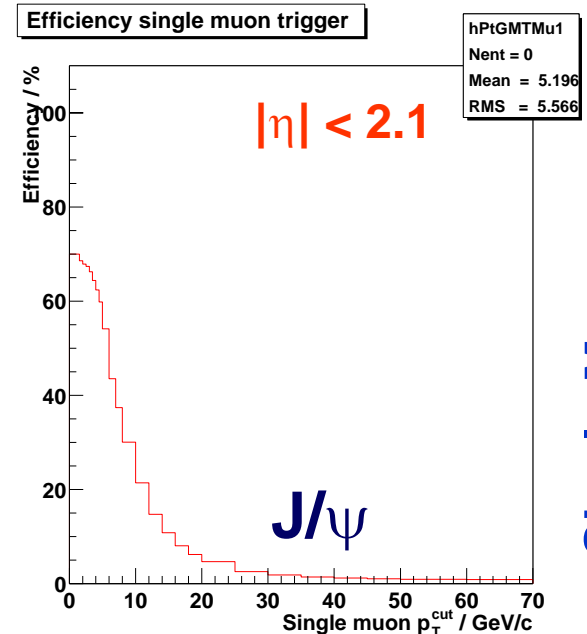 Efficiency single muon trigger
hPtGMTMu1
Nent = 0
Mean = 5.196
RMS = 5.566
Efficiency / %
100
80
60
40
20
0
|η| < 2.1
J/ψ
0 10 20 30 40 50 60 70
Single muon p_T^cut / GeV/c